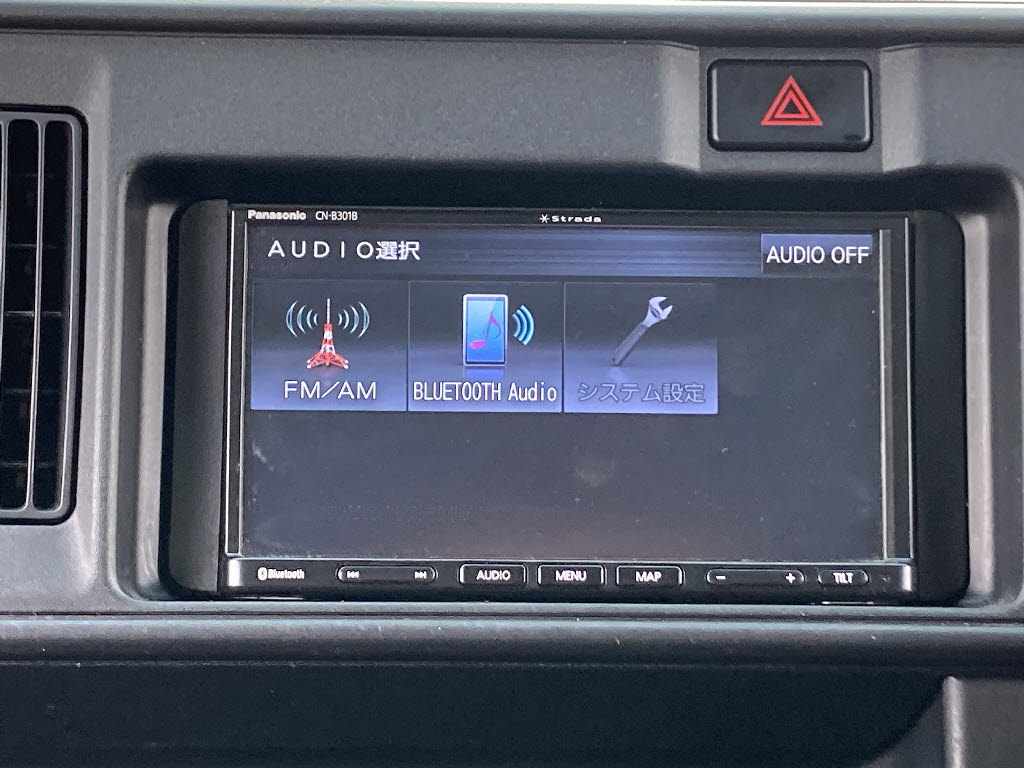 Panasonic CN-B301B
Strada
AUDIO選択
AUDIO OFF
FM/AM
BLUETOOTH Audio
システム設定
Bluetooth
AUDIO
MENU
MAP
- +
TILT